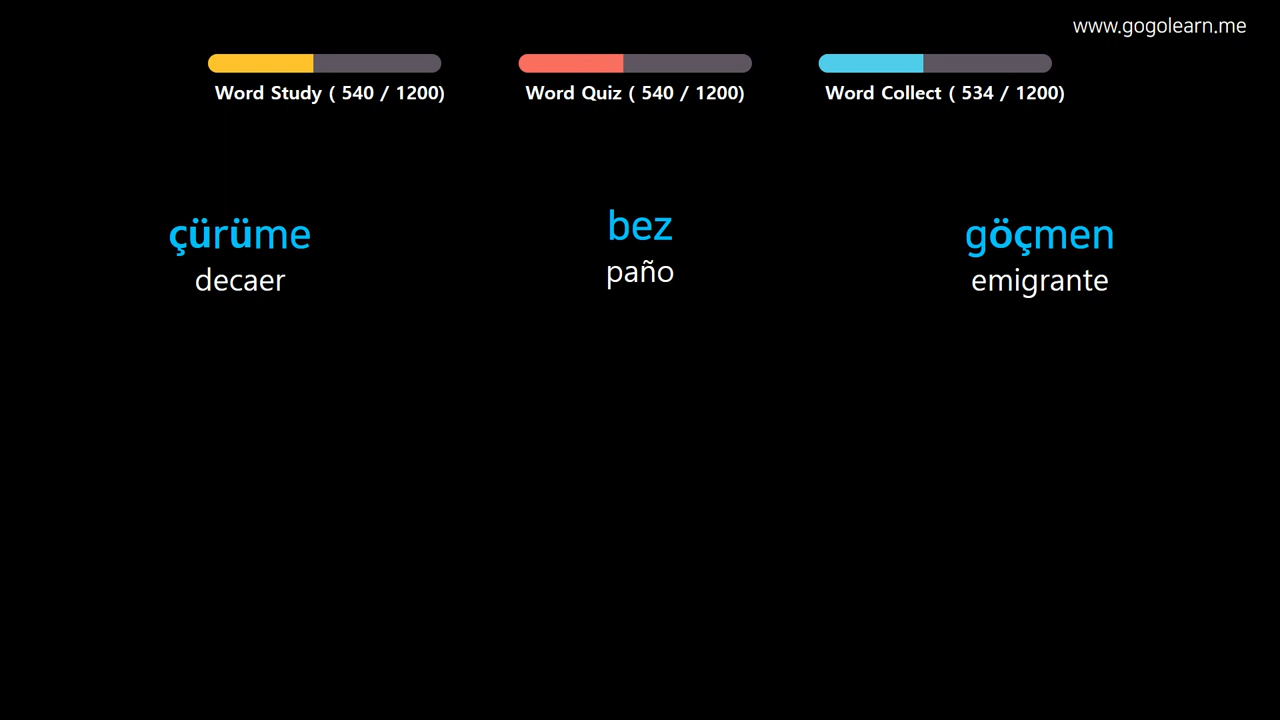 www.gogolearn.me
Word Study ( 540 / 1200)
Word Quiz ( 540 / 1200)
Word Collect ( 534 / 1200)
çürüme
decaer
bez
paño
göçmen
emigrante